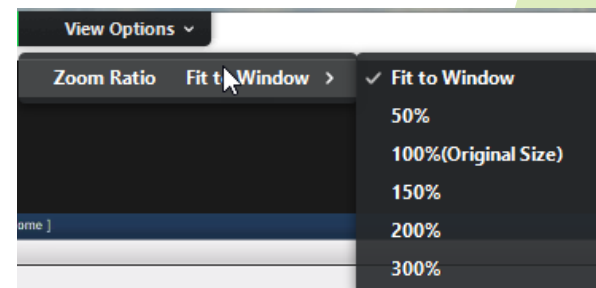 View Options
Zoom Ratio Fit to Window
Fit to Window
50%
100%(Original Size)
150%
200%
300%
ome ]